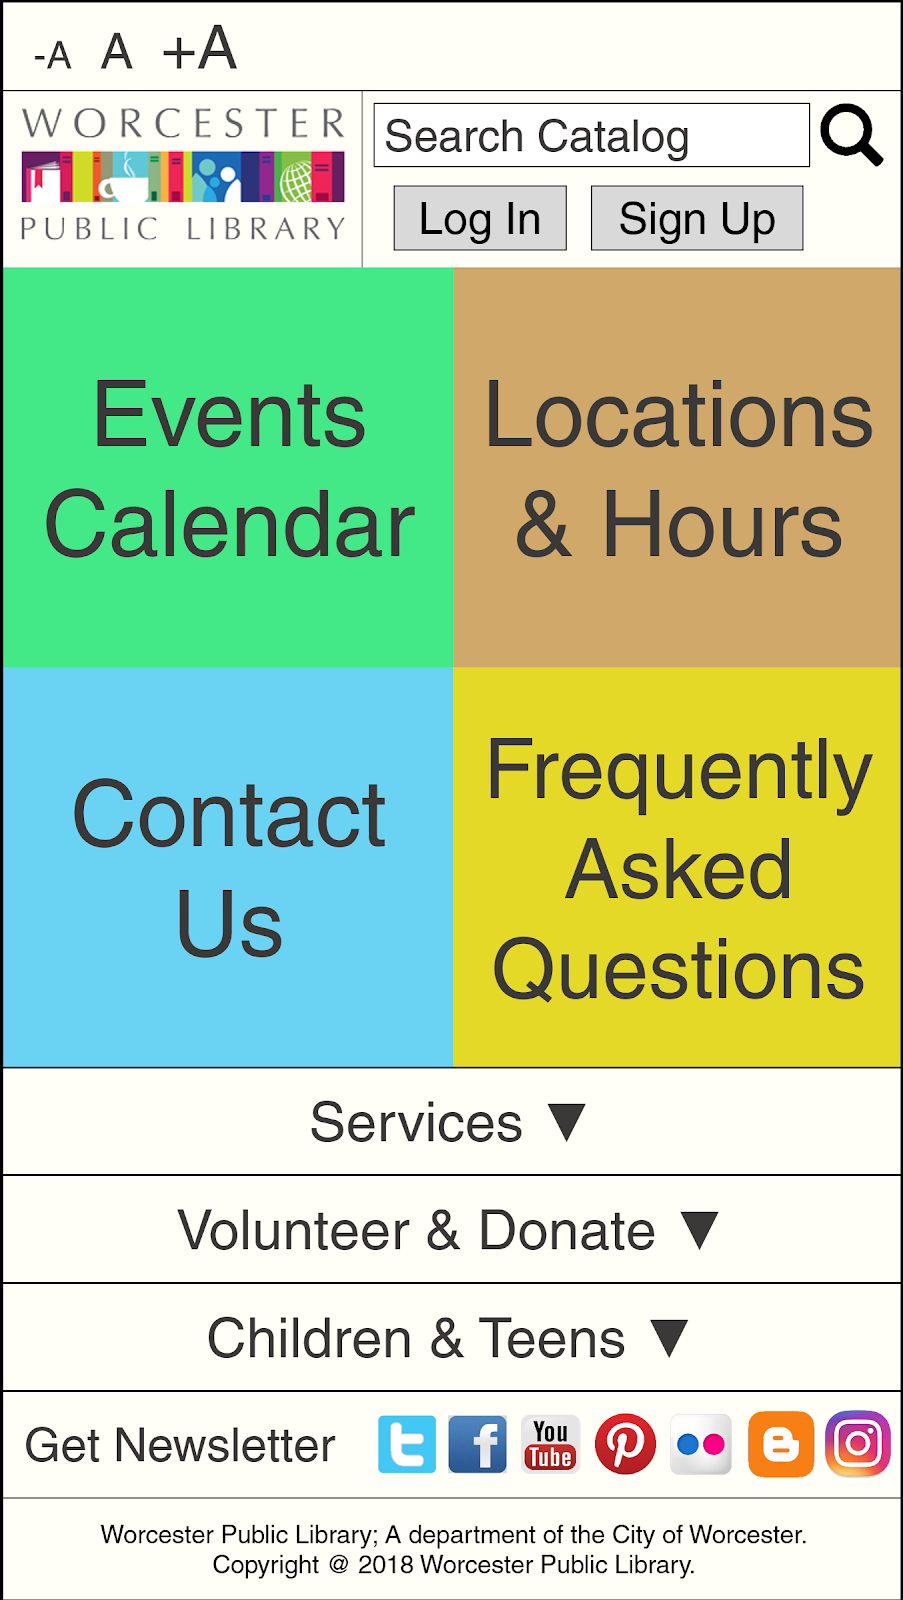 -A A +A
WORCESTER
PUBLIC LIBRARY
Search Catalog
Log In Sign Up
Events
Calendar
Locations
& Hours
Contact
Us
Frequently
Asked
Questions
Services ▼
Volunteer & Donate ▼
Children & Teens ▼
Get Newsletter
You
Tube
Worcester Public Library; A department of the City of Worcester.
Copyright @ 2018 Worcester Public Library.